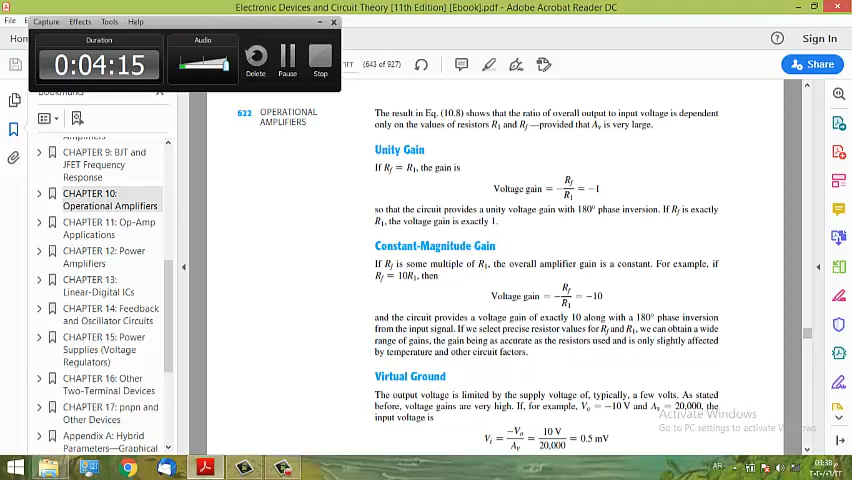 Electronic Devices and Circuit Theory [11th Edition] [Ebook].pdf - Adobe Acrobat Reader DC
Capture Effects Tools Help
Duration Audio
0:04:15
Delete Pause Stop
(643 of 927)
Sign In
Share
CHAPTER 9: BJT and
JFET Frequency
Response
CHAPTER 10:
Operational Amplifiers
CHAPTER 11: Op-Amp
Applications
CHAPTER 12: Power
Amplifiers
CHAPTER 13:
Linear-Digital ICs
CHAPTER 14: Feedback
and Oscillator Circuits
CHAPTER 15: Power
Supplies (Voltage
Regulators)
CHAPTER 16: Other
Two-Terminal Devices
CHAPTER 17: pnpn and
Other Devices
Appendix A: Hybrid
Parameters—Graphical
622 OPERATIONAL
AMPLIFIERS
The result in Eq. (10.8) shows that the ratio of overall output to input voltage is dependent
only on the values of resistors R1 and Rf—provided that Av is very large.
Unity Gain
If Rf = R1, the gain is
Voltage gain = −Rf/R1 = −1
so that the circuit provides a unity voltage gain with 180° phase inversion. If Rf is exactly
R1, the voltage gain is exactly 1.
Constant-Magnitude Gain
If Rf is some multiple of R1, the overall amplifier gain is a constant. For example, if
Rf = 10R1, then
Voltage gain = −Rf/R1 = −10
and the circuit provides a voltage gain of exactly 10 along with a 180° phase inversion
from the input signal. If we select precise resistor values for Rf and R1, we can obtain a wide
range of gains, the gain being as accurate as the resistors used and is only slightly affected
by temperature and other circuit factors.
Virtual Ground
The output voltage is limited by the supply voltage of, typically, a few volts. As stated
before, voltage gains are very high. If, for example, Vo = −10 V and Av = 20,000, the
input voltage is
Vi = −Vo/Av = 10 V/20,000 = 0.5 mV
Activate Windows
Go to PC settings to activate Windows.
AR